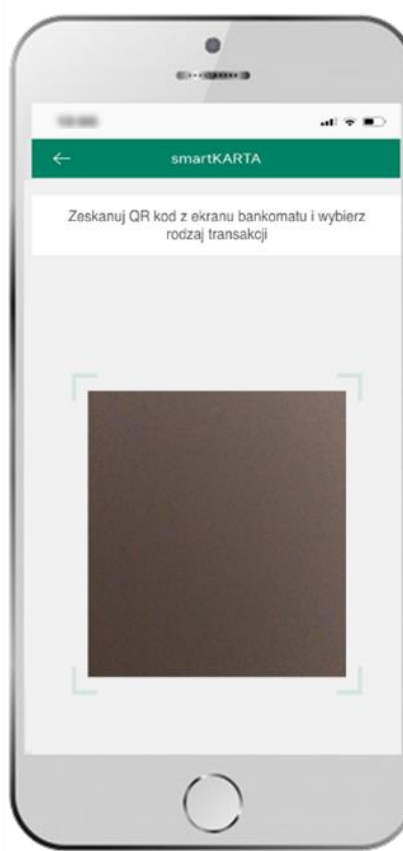 smartKARTA
Zeskanuj QR kod z ekranu bankomatu i wybierz
rodzaj transakcji